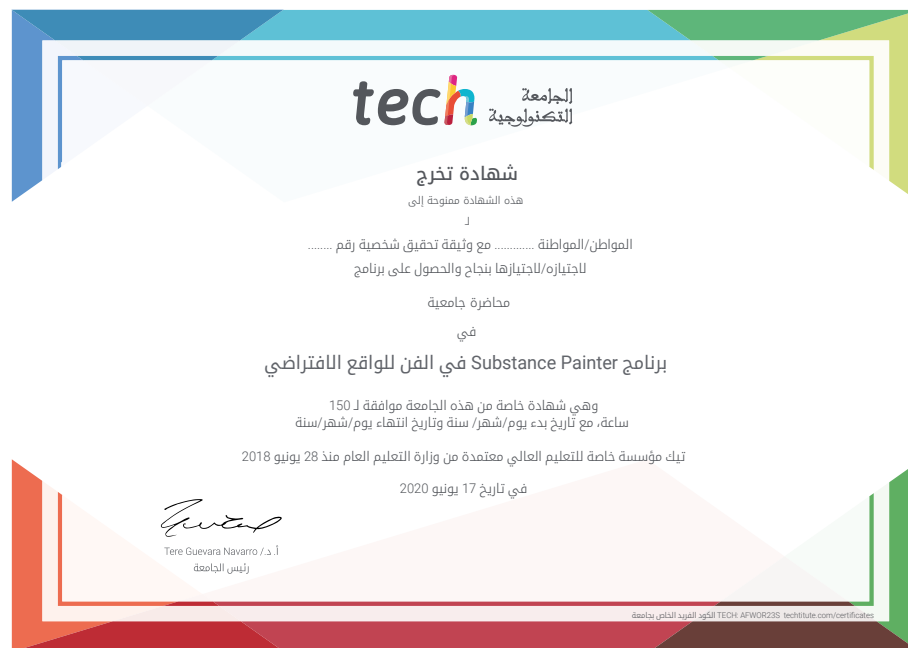 tech الجامعة
التكنولوجية
شهادة تخرج
هذه الشهادة ممنوحة إلى
لـ
المواطن/المواطنة ............ مع وثيقة تحقيق شخصية رقم ........
لاجتيازه/لاجتيازها بنجاح والحصول على برنامج
محاضرة جامعية
في
برنامج Substance Painter في الفن للواقع الافتراضي
وهي شهادة خاصة من هذه الجامعة موافقة لـ 150
ساعة، مع تاريخ بدء يوم/شهر/ سنة وتاريخ انتهاء يوم/شهر/سنة
تيك مؤسسة خاصة للتعليم العالي معتمدة من وزارة التعليم العام منذ 28 يونيو 2018
في تاريخ 17 يونيو 2020
أ.د./ Tere Guevara Navarro
رئيس الجامعة
الكود الفريد الخاص بجامعة TECH: AFWOR23S techtitute.com/certificates